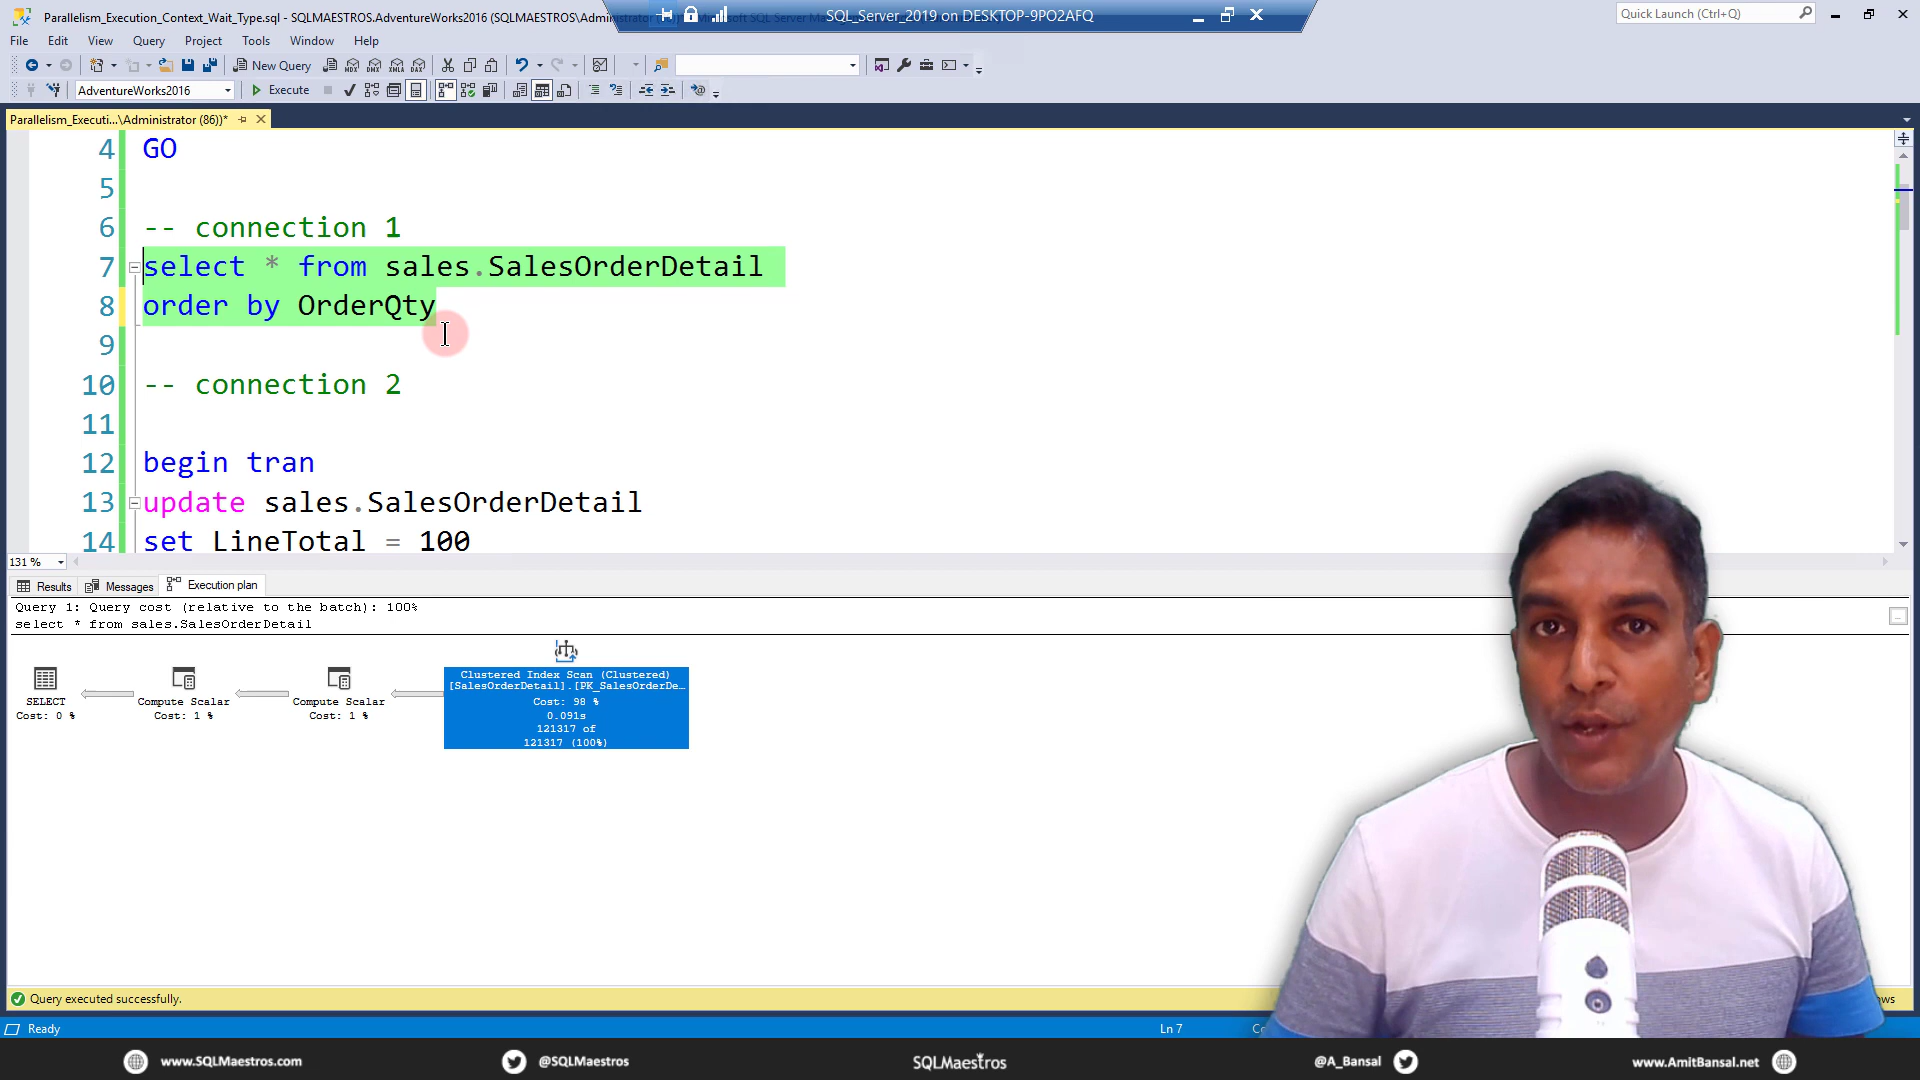 Parallelism_Execution_Context_Wait_Type.sql - SQLMAESTROS.AdventureWorks2016 (SQLMAESTROS\Admin
SQL_Server_2019 on DESKTOP-9PO2AFQ
Quick Launch (Ctrl+Q)
File Edit View Query Project Tools Window Help
New Query
MDX DMX XMLA DAX
AdventureWorks2016
Execute
Parallelism_Executi...\Administrator (86))*
4 GO
5
6 -- connection 1
7 select * from sales.SalesOrderDetail
8 order by OrderQty
9
10 -- connection 2
11
12 begin tran
13 update sales.SalesOrderDetail
14 set LineTotal = 100
131 %
Results Messages Execution plan
Query 1: Query cost (relative to the batch): 100%
select * from sales.SalesOrderDetail
SELECT
Cost: 0 %
Compute Scalar
Cost: 1 %
Compute Scalar
Cost: 1 %
Clustered Index Scan (Clustered)
[SalesOrderDetail].[PK_SalesOrderDe…
Cost: 98 %
0.091s
121317 of
121317 (100%)
Query executed successfully.
Ready
Ln 7
www.SQLMaestros.com
@SQLMaestros
SQLMaestros
@A_Bansal
www.AmitBansal.net